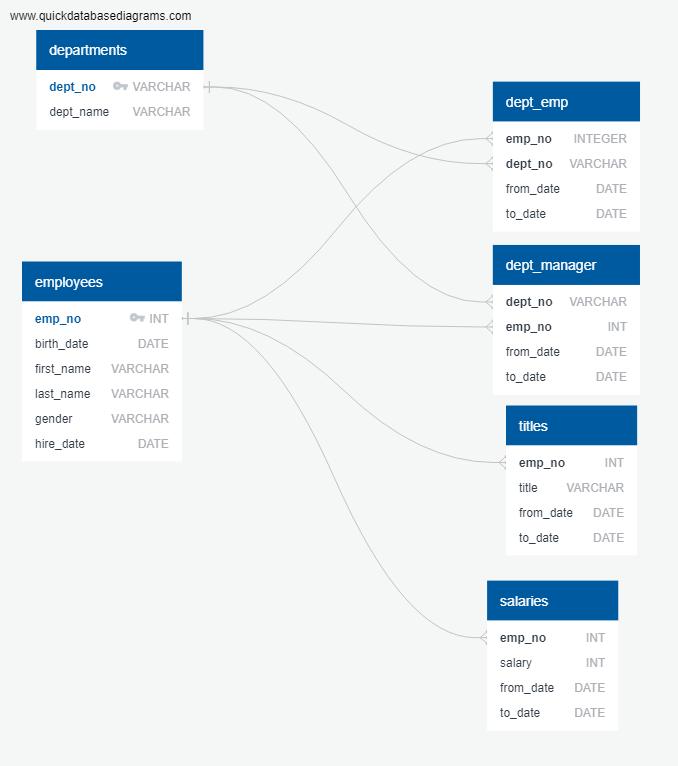 www.quickdatabasediagrams.com
departments
dept_no VARCHAR
dept_name VARCHAR
dept_emp
emp_no INTEGER
dept_no VARCHAR
from_date DATE
to_date DATE
dept_manager
dept_no VARCHAR
emp_no INT
from_date DATE
to_date DATE
employees
emp_no INT
birth_date DATE
first_name VARCHAR
last_name VARCHAR
gender VARCHAR
hire_date DATE
titles
emp_no INT
title VARCHAR
from_date DATE
to_date DATE
salaries
emp_no INT
salary INT
from_date DATE
to_date DATE